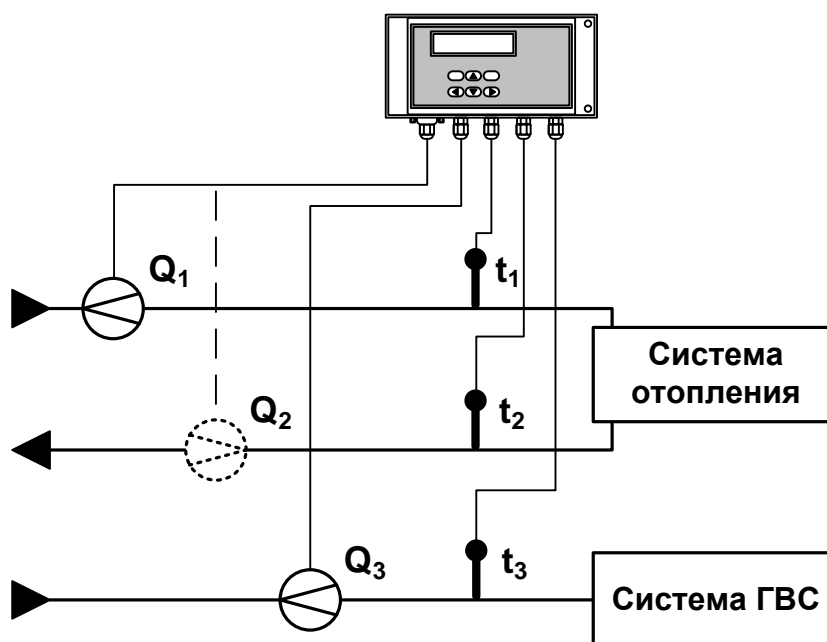 Q1
t1
Система
отопления
Q2
t2
Q3
t3
Система ГВС